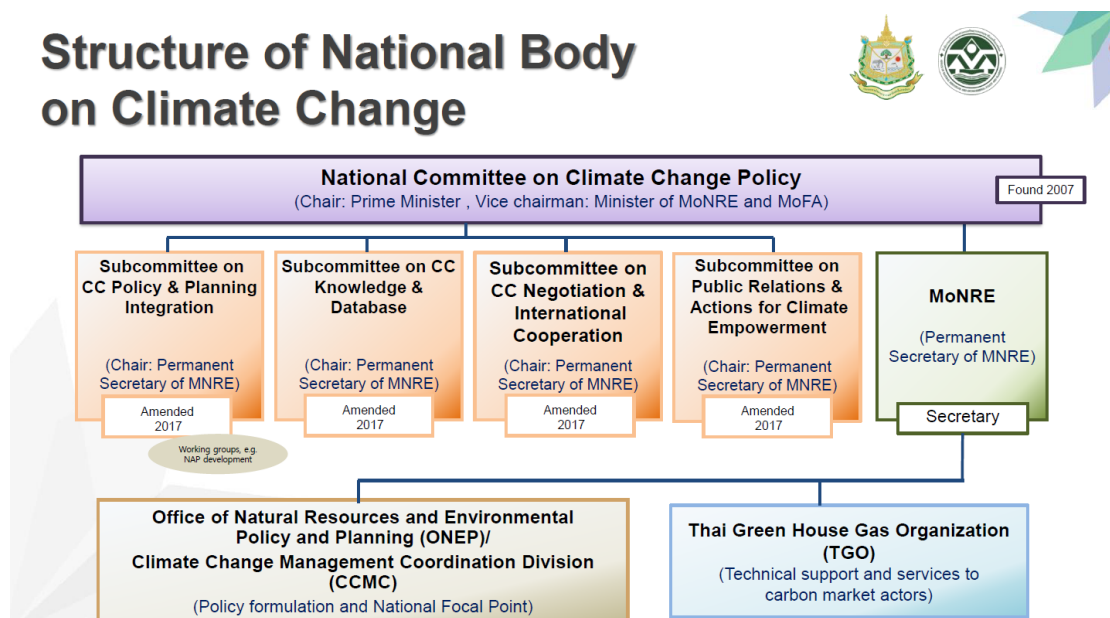 Structure of National Body
on Climate Change
National Committee on Climate Change Policy
(Chair: Prime Minister , Vice chairman: Minister of MoNRE and MoFA)
Found 2007
Subcommittee on
CC Policy & Planning
Integration
(Chair: Permanent
Secretary of MNRE)
Amended
2017
Working groups, e.g.
NAP development
Subcommittee on CC
Knowledge &
Database
(Chair: Permanent
Secretary of MNRE)
Amended
2017
Subcommittee on
CC Negotiation &
International
Cooperation
(Chair: Permanent
Secretary of MNRE)
Amended
2017
Subcommittee on
Public Relations &
Actions for Climate
Empowerment
(Chair: Permanent
Secretary of MNRE)
Amended
2017
MoNRE
(Permanent
Secretary of MNRE)
Secretary
Office of Natural Resources and Environmental
Policy and Planning (ONEP)/
Climate Change Management Coordination Division
(CCMC)
(Policy formulation and National Focal Point)
Thai Green House Gas Organization
(TGO)
(Technical support and services to
carbon market actors)